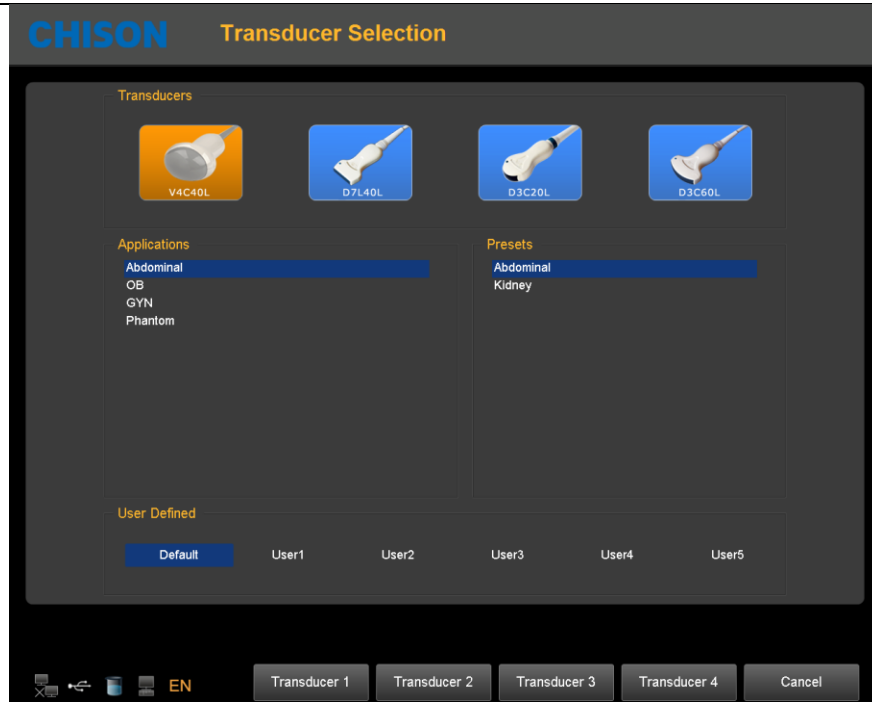 CHISON Transducer Selection
Transducers
V4C40L D7L40L D3C20L D3C60L
Applications
Abdominal
OB
GYN
Phantom
Presets
Abdominal
Kidney
User Defined
Default User1 User2 User3 User4 User5
EN Transducer 1 Transducer 2 Transducer 3 Transducer 4 Cancel